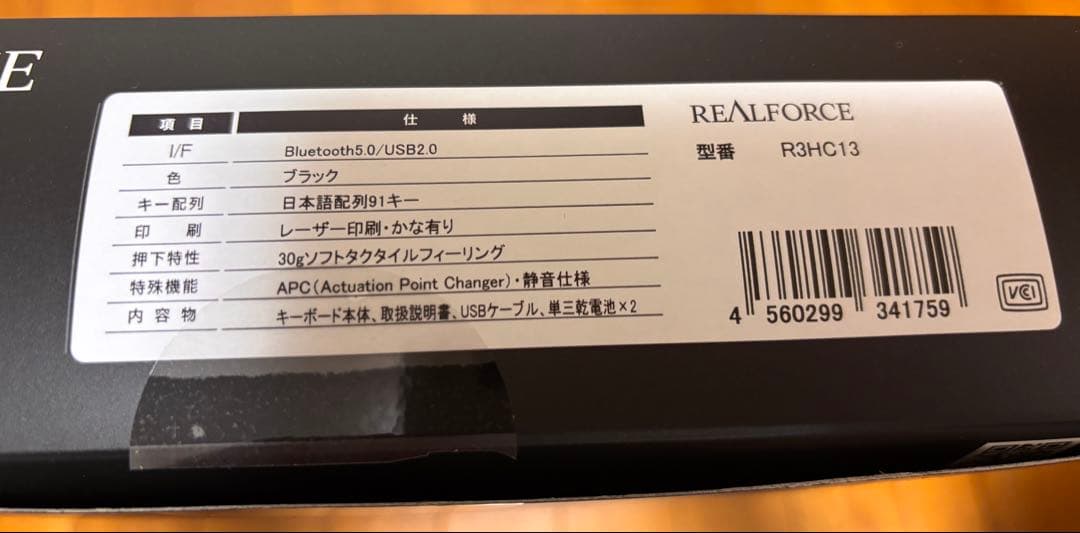 E
項目 仕様
I/F Bluetooth5.0/USB2.0
色 ブラック
キー配列 日本語配列91キー
印刷 レーザー印刷・かな有り
押下特性 30gソフトタクタイルフィーリング
特殊機能 APC(Actuation Point Changer)・静音仕様
内容物 キーボード本体、取扱説明書、USBケーブル、単三乾電池×2
REALFORCE
型番 R3HC13
4 560299 341759
VCI